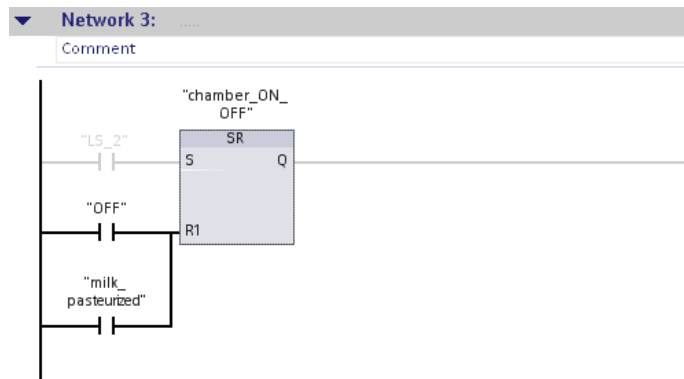 Network 3: .....
Comment
"chamber_ON_
OFF"
"LS_2"
SR
S Q
"OFF"
R1
"milk_
pasteurized"